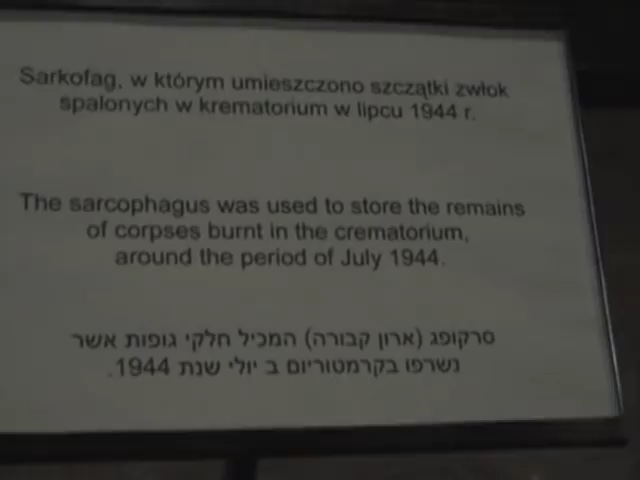 Sarkofag, w którym umieszczono szczątki zwłok
spalonych w krematorium w lipcu 1944 r.
The sarcophagus was used to store the remains
of corpses burnt in the crematorium,
around the period of July 1944.
סרקופג (ארון קבורה) המכיל חלקי גופות אשר
נשרפו בקרמטוריום ב יולי שנת 1944.